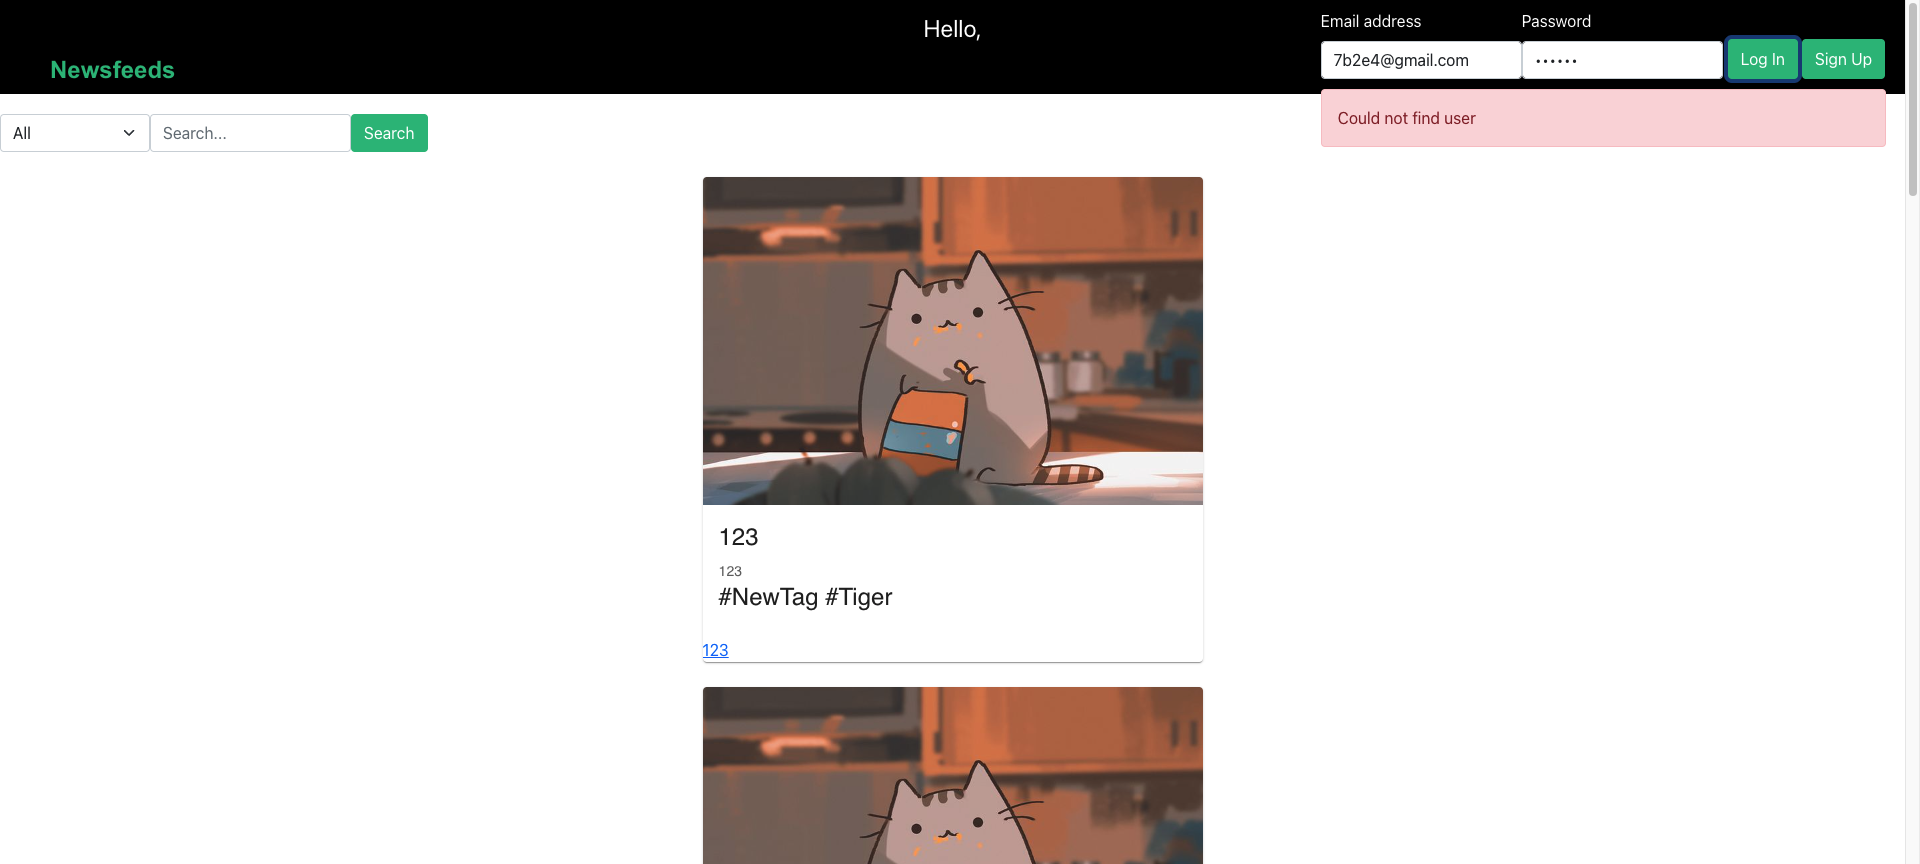 Hello,
Email address
Password
Newsfeeds
7b2e4@gmail.com
••••••
Log In
Sign Up
Could not find user
All
Search...
Search
123
123
#NewTag #Tiger
123